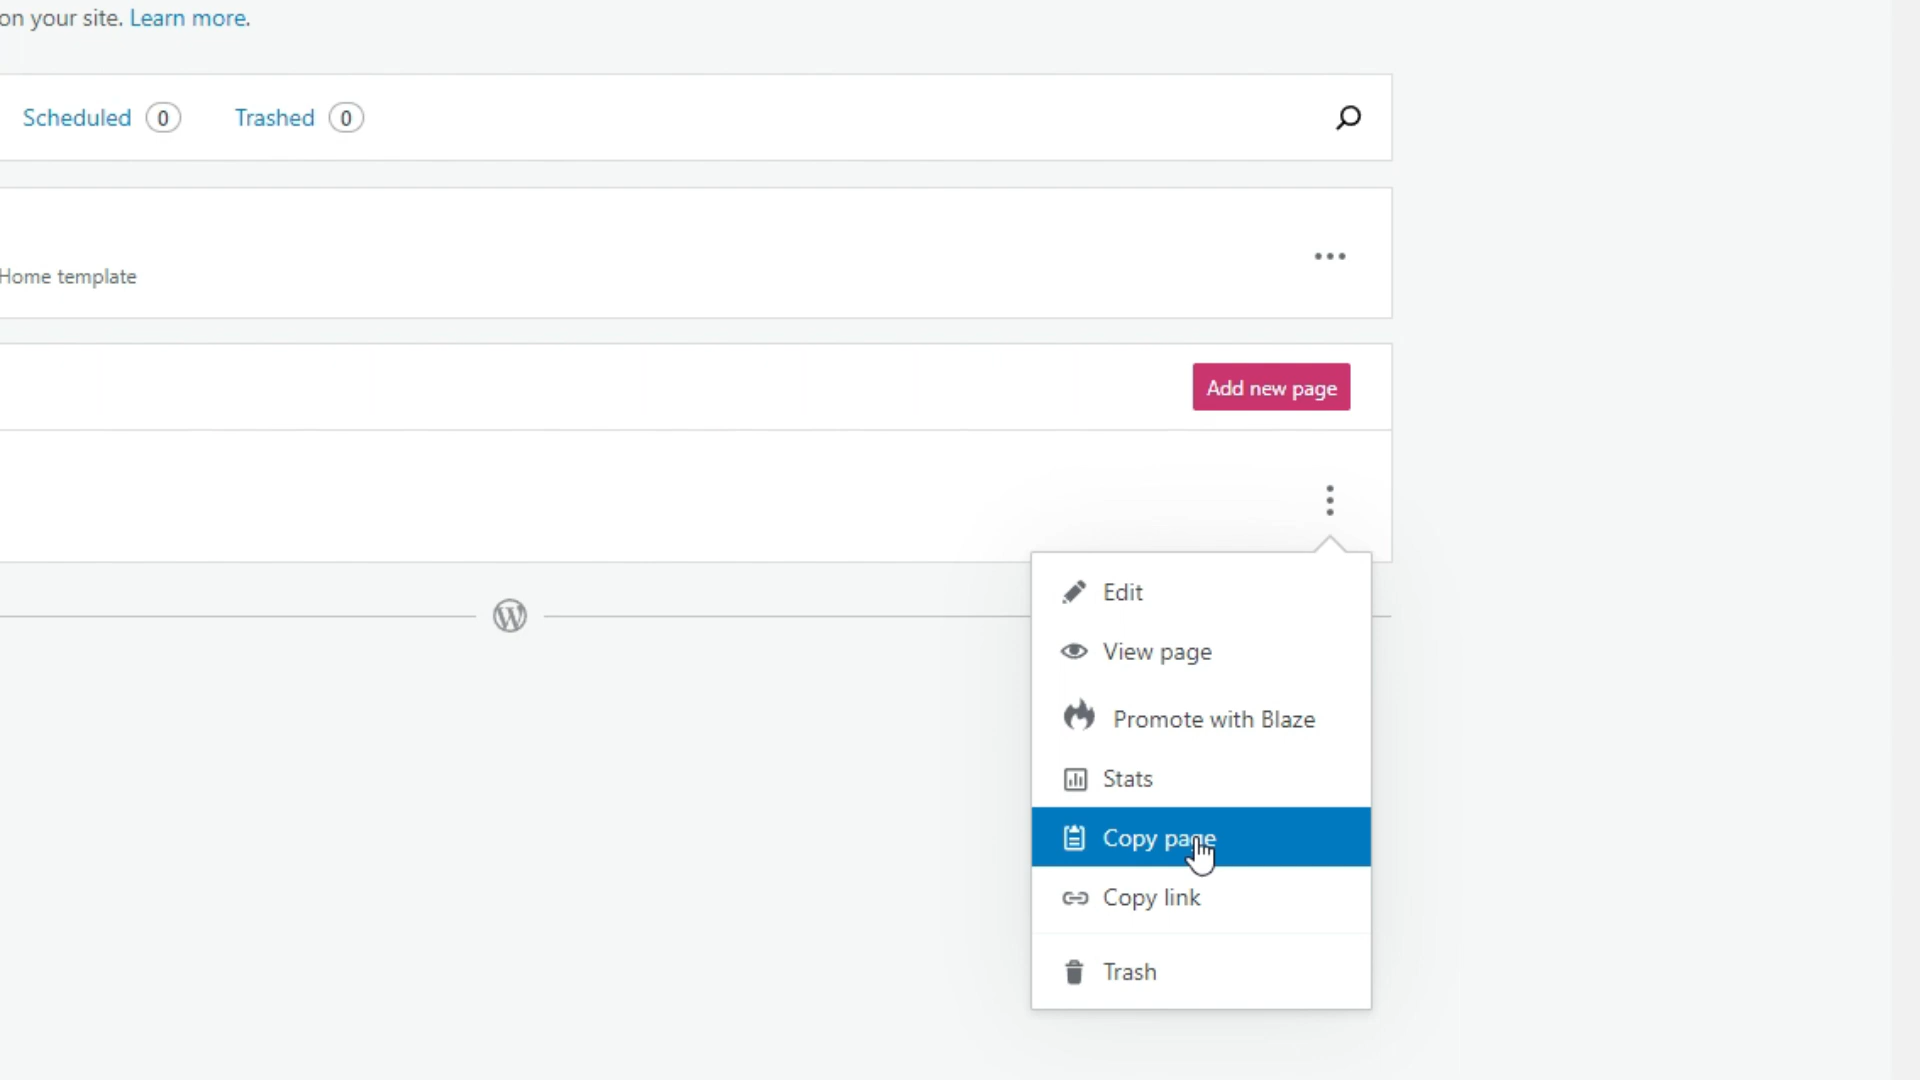 on your site. Learn more.
Scheduled 0 Trashed 0
Home template
Add new page
Edit
View page
Promote with Blaze
Stats
Copy page
Copy link
Trash